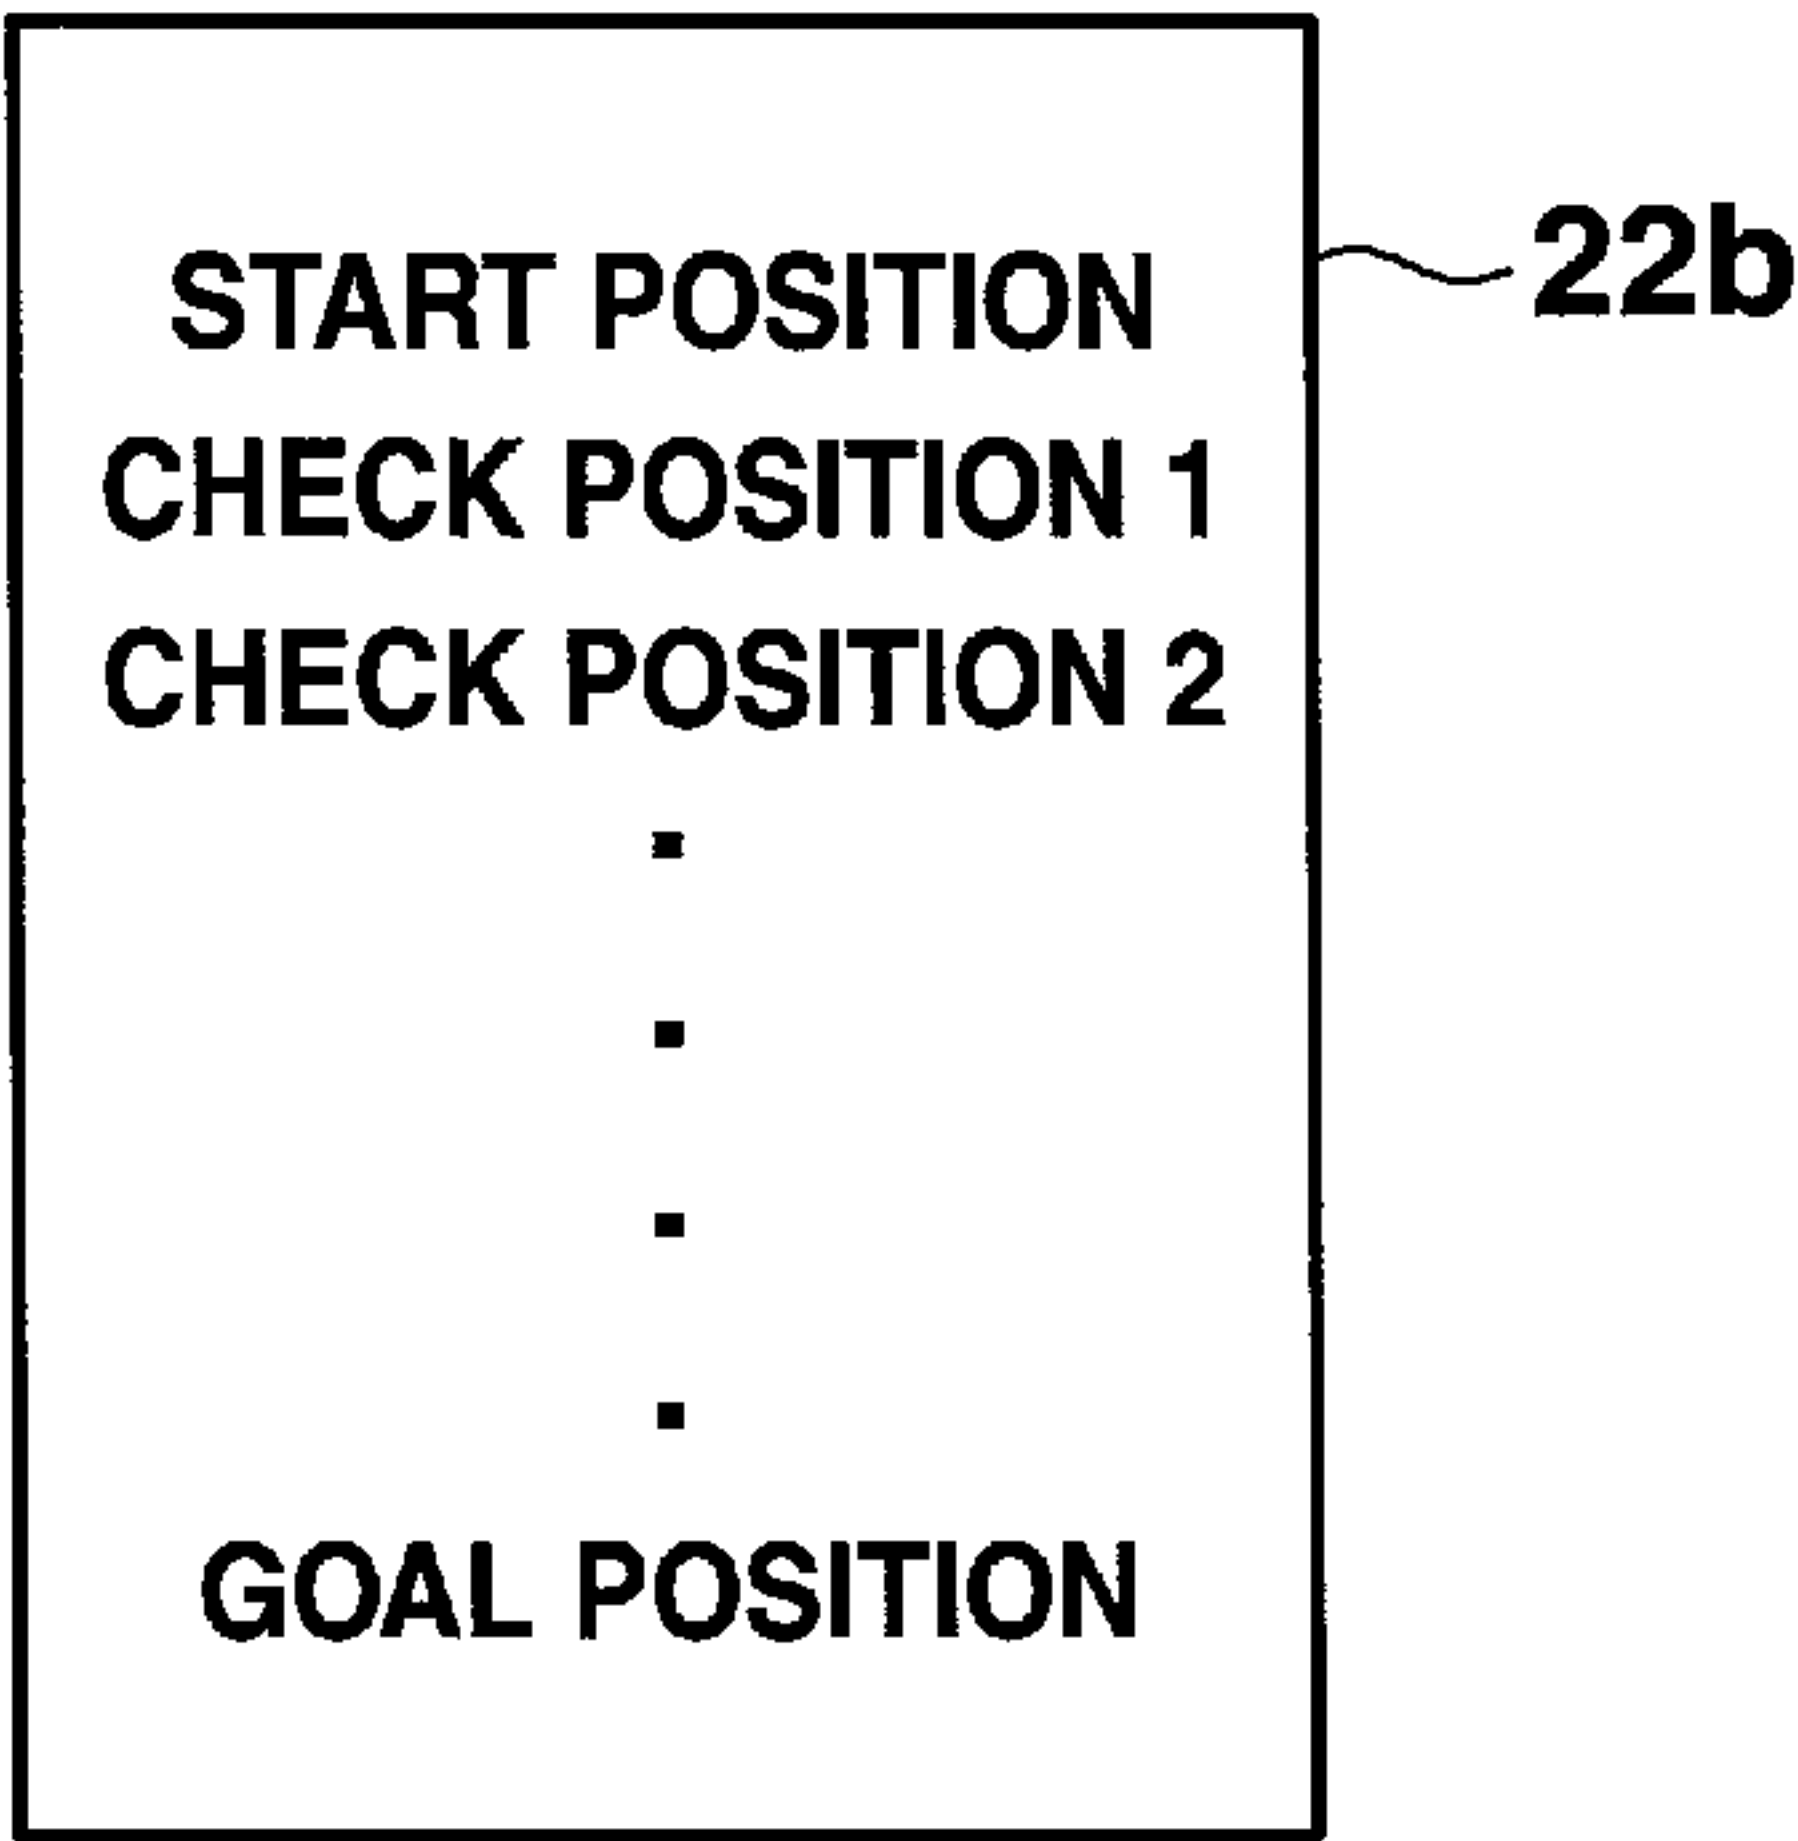 START POSITION
22b
CHECK POSITION 1
CHECK POSITION 2
.
.
.
.
GOAL POSITION